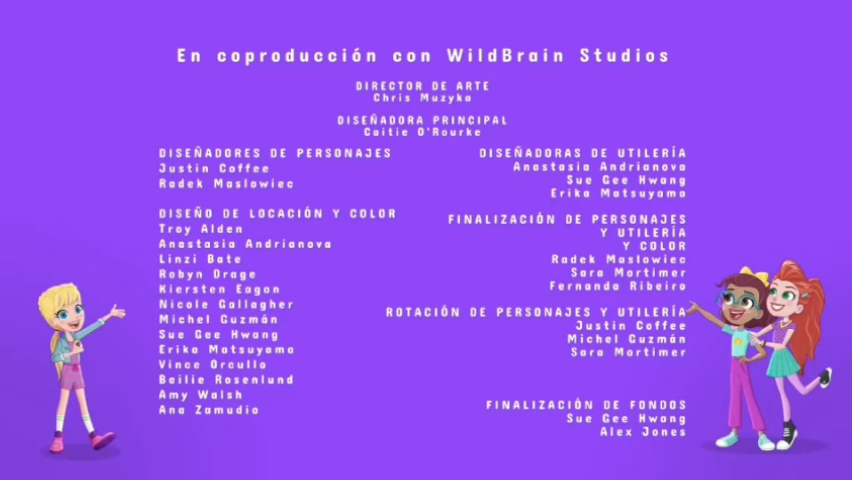 En coproducción con WildBrain Studios
DIRECTOR DE ARTE
Chris Muzyka
DISEÑADORA PRINCIPAL
Caitie O'Rourke
DISEÑADORES DE PERSONAJES
Justin Coffee
Radek Maslowiec
DISEÑO DE LOCACIÓN Y COLOR
Troy Alden
Anastasia Andrianova
Linzi Bate
Robyn Drage
Kiersten Eagan
Nicole Gallagher
Michel Guzmán
Sue Gee Hwang
Erika Matsuyama
Vince Orcullo
Bailie Rosenlund
Amy Walsh
Ana Zamudio
DISEÑADORAS DE UTILERÍA
Anastasia Andrianova
Sue Gee Hwang
Erika Matsuyama
FINALIZACIÓN DE PERSONAJES
Y UTILERÍA
Y COLOR
Radek Maslowiec
Sara Mortimer
Fernanda Ribeiro
ROTACIÓN DE PERSONAJES Y UTILERÍA
Justin Coffee
Michel Guzmán
Sara Mortimer
FINALIZACIÓN DE FONDOS
Sue Gee Hwang
Alex Jones